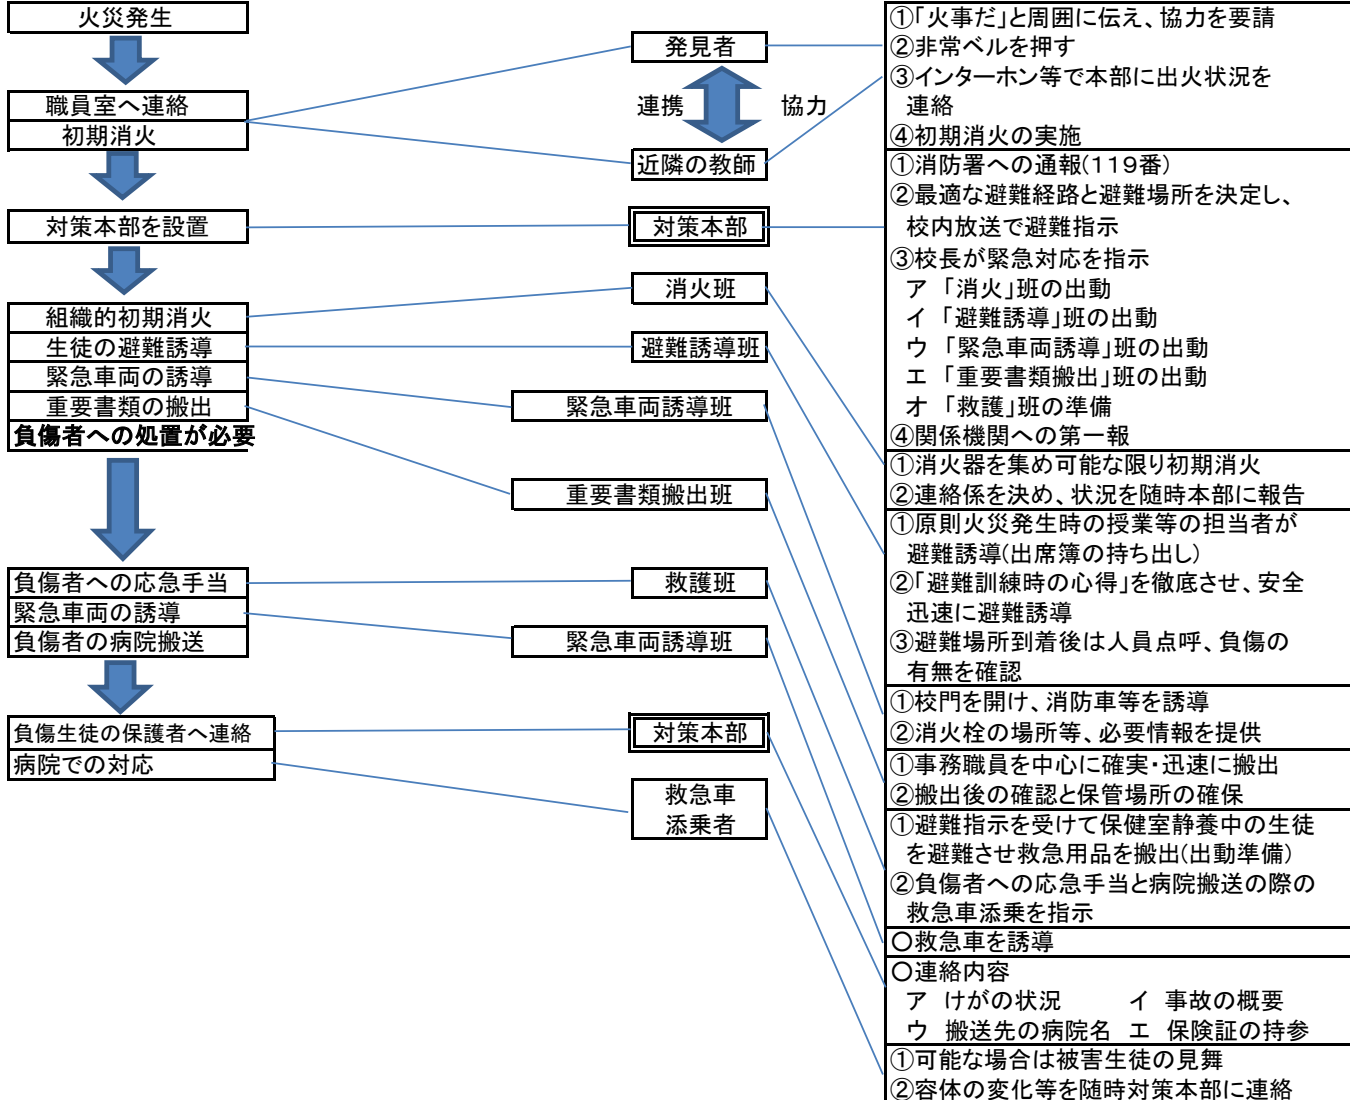 火災発生
職員室へ連絡
初期消火
対策本部を設置
組織的初期消火
生徒の避難誘導
緊急車両の誘導
重要書類の搬出
負傷者への処置が必要
負傷者への応急手当
緊急車両の誘導
負傷者の病院搬送
負傷生徒の保護者へ連絡
病院での対応
発見者
連携 協力
近隣の教師
対策本部
消火班
避難誘導班
緊急車両誘導班
重要書類搬出班
救護班
緊急車両誘導班
対策本部
救急車
添乗者
①「火事だ」と周囲に伝え、協力を要請
②非常ベルを押す
③インターホン等で本部に出火状況を
連絡
④初期消火の実施
①消防署への通報(119番)
②最適な避難経路と避難場所を決定し、
校内放送で避難指示
③校長が緊急対応を指示
ア 「消火」班の出動
イ 「避難誘導」班の出動
ウ 「緊急車両誘導」班の出動
エ 「重要書類搬出」班の出動
オ 「救護」班の準備
④関係機関への第一報
①消火器を集め可能な限り初期消火
②連絡係を決め、状況を随時本部に報告
①原則火災発生時の授業等の担当者が
避難誘導(出席簿の持ち出し)
②「避難訓練時の心得」を徹底させ、安全
迅速に避難誘導
③避難場所到着後は人員点呼、負傷の
有無を確認
①校門を開け、消防車等を誘導
②消火栓の場所等、必要情報を提供
①事務職員を中心に確実・迅速に搬出
②搬出後の確認と保管場所の確保
①避難指示を受けて保健室静養中の生徒
を避難させ救急用品を搬出(出動準備)
②負傷者への応急手当と病院搬送の際の
救急車添乗を指示
〇救急車を誘導
〇連絡内容
ア けがの状況 イ 事故の概要
ウ 搬送先の病院名 エ 保険証の持参
①可能な場合は被害生徒の見舞
②容体の変化等を随時対策本部に連絡